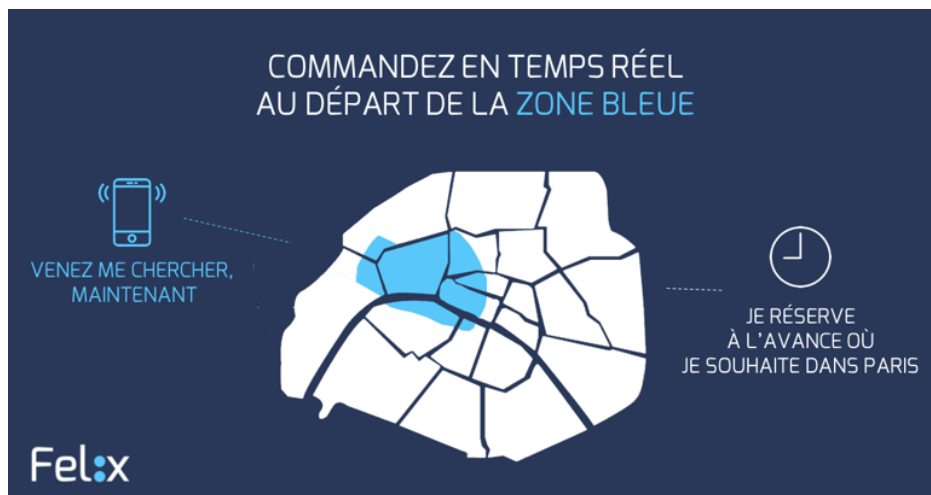 COMMANDEZ EN TEMPS RÉEL
AU DÉPART DE LA ZONE BLEUE
VENEZ ME CHERCHER,
MAINTENANT
JE RÉSERVE
À L'AVANCE OÙ
JE SOUHAITE DANS PARIS
Felix